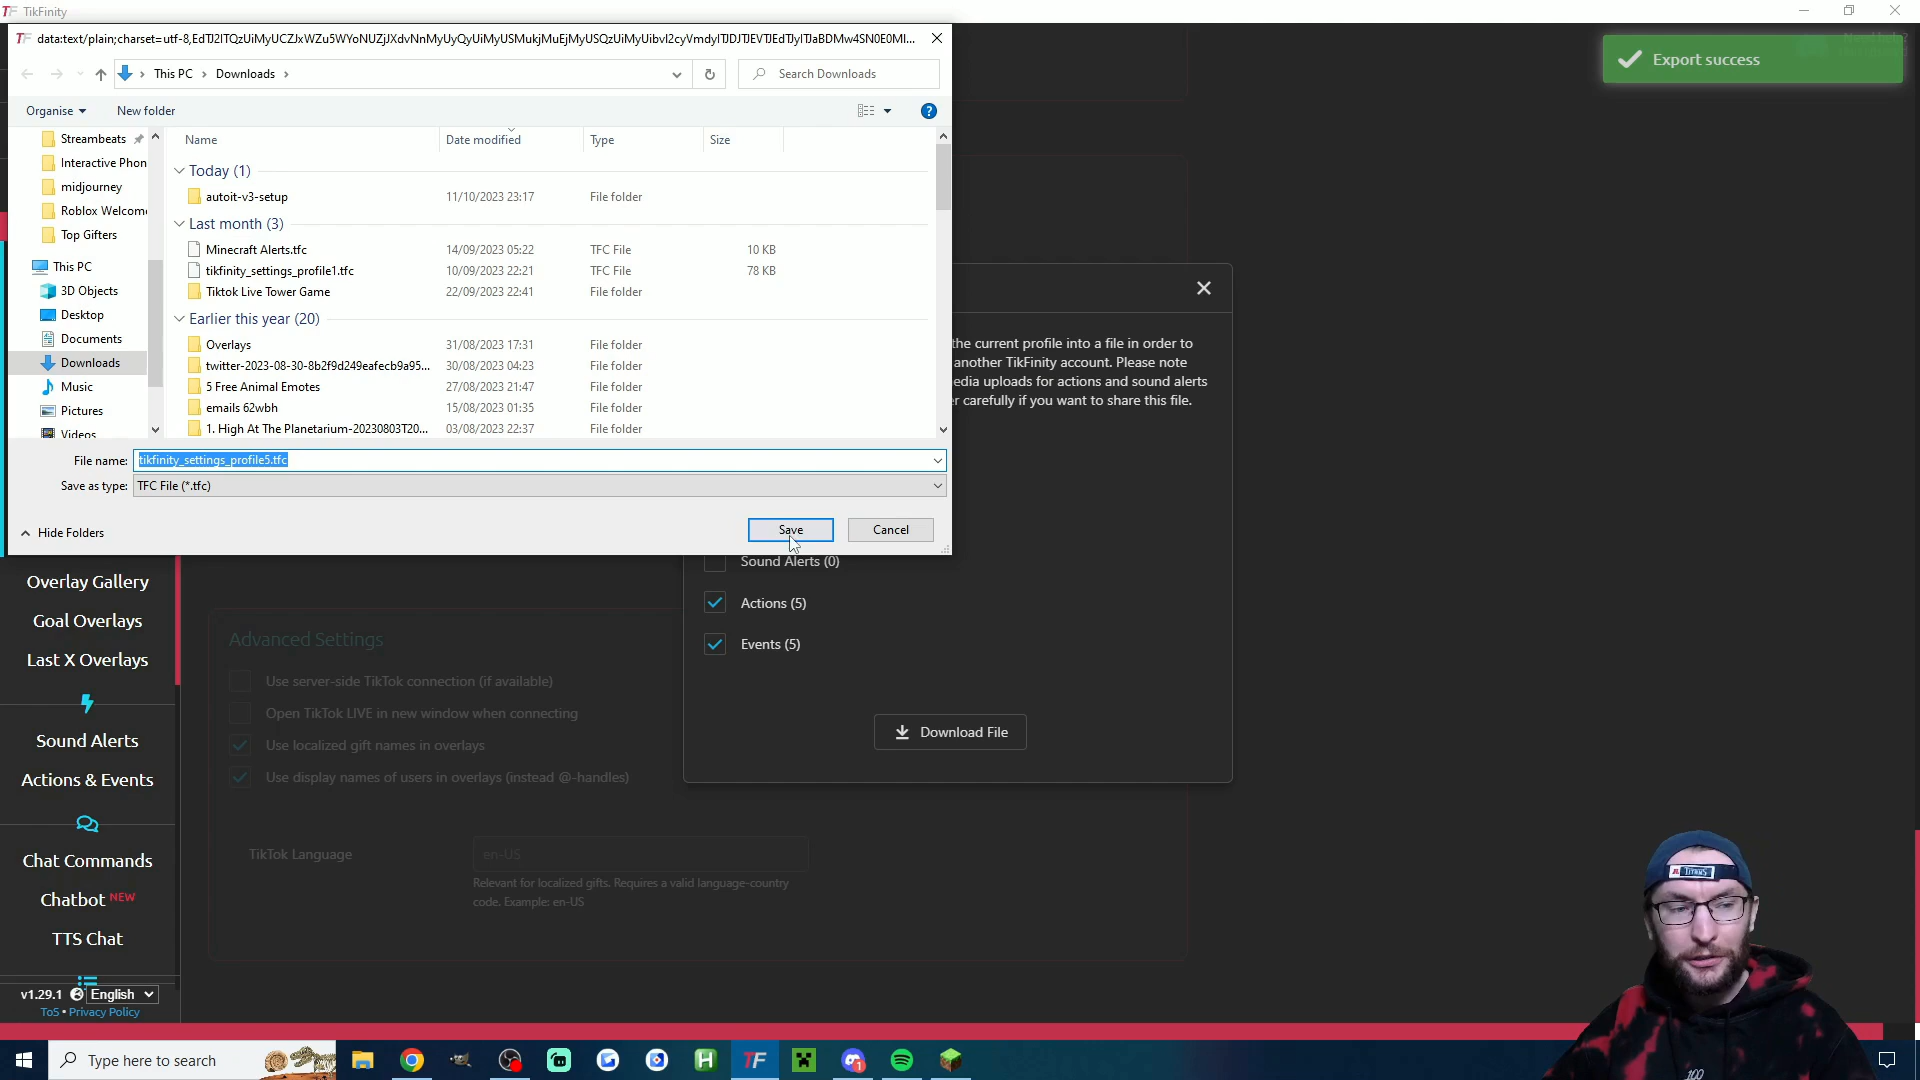 TF TikFinity
TF data:text/plain;charset=utf-8,EdTJ2ITQzUiMyUCZJxWZu5WYoNUZjJXdvNnMyUyQyUiMyUSMukjMuEjMyUSQzUiMyUibvl2cyVmdyITJDJTJEVTJEdTJyITJaBDMw4SN0E0MI...
This PC › Downloads ›
Search Downloads
Organise
New folder
Streambeats
Interactive Phon
midjourney
Roblox Welcom
Top Gifters
This PC
3D Objects
Desktop
Documents
Downloads
Music
Pictures
Videos
Name Date modified Type Size
Today (1)
autoit-v3-setup 11/10/2023 23:17 File folder
Last month (3)
Minecraft Alerts.tfc 14/09/2023 05:22 TFC File 10 KB
tikfinity_settings_profile1.tfc 10/09/2023 22:21 TFC File 78 KB
Tiktok Live Tower Game 22/09/2023 22:41 File folder
Earlier this year (20)
Overlays 31/08/2023 17:31 File folder
twitter-2023-08-30-8b2f9d249eafecb9a95... 30/08/2023 04:23 File folder
5 Free Animal Emotes 27/08/2023 21:47 File folder
emails 62wbh 15/08/2023 01:35 File folder
1. High At The Planetarium-20230803T20... 03/08/2023 22:37 File folder
File name: tikfinity_settings_profile5.tfc
Save as type: TFC File (*.tfc)
Hide Folders
Save
Cancel
Export success
the current profile into a file in order to
another TikFinity account. Please note
edia uploads for actions and sound alerts
r carefully if you want to share this file.
Sound Alerts (0)
Actions (5)
Events (5)
Download File
Overlay Gallery
Goal Overlays
Last X Overlays
Sound Alerts
Actions & Events
Chat Commands
Chatbot NEW
TTS Chat
v1.29.1 English
ToS • Privacy Policy
Advanced Settings
Use server-side TikTok connection (if available)
Open TikTok LIVE in new window when connecting
Use localized gift names in overlays
Use display names of users in overlays (instead @-handles)
TikTok Language
en-US
Relevant for localized gifts. Requires a valid language-country
code. Example: en-US
TITANS
100
Type here to search
H
TF
1